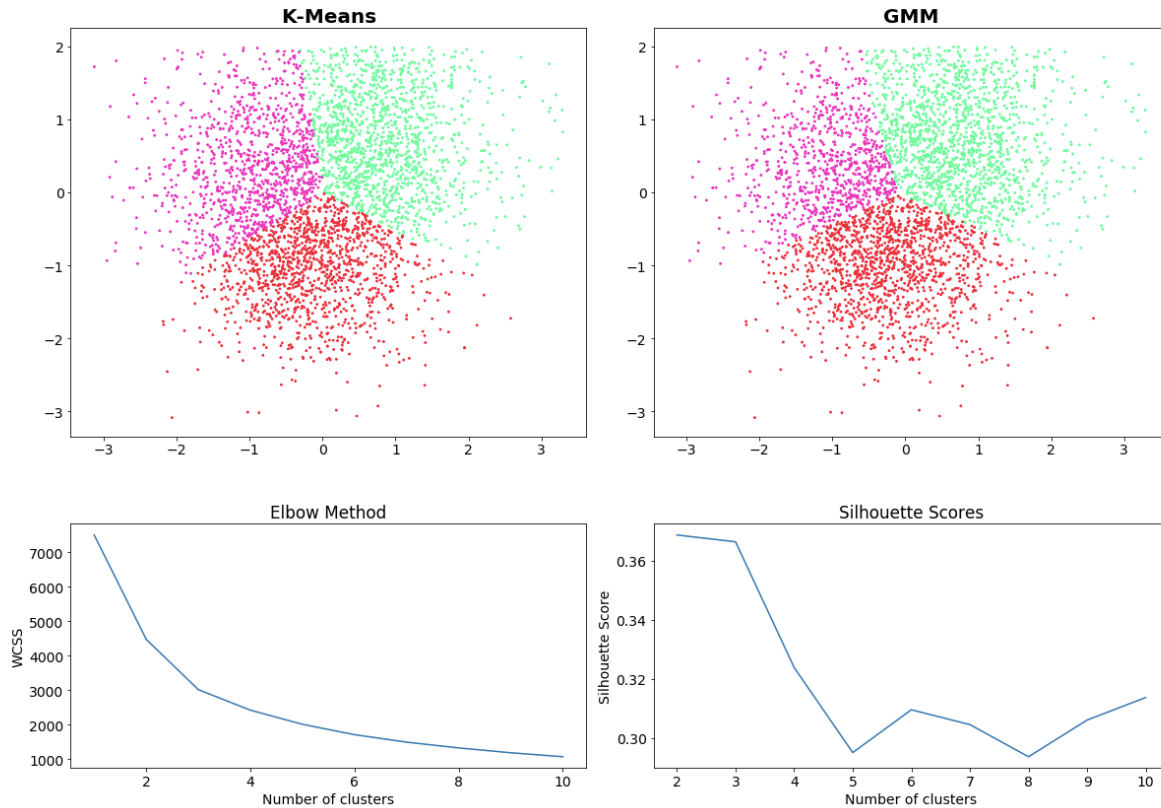 K-Means
GMM
2
1
0
−1
−2
−3
−3 −2 −1 0 1 2 3
2
1
0
−1
−2
−3
−3 −2 −1 0 1 2 3
Elbow Method
WCSS
7000
6000
5000
4000
3000
2000
1000
2 4 6 8 10
Number of clusters
Silhouette Scores
Silhouette Score
0.36
0.34
0.32
0.30
2 3 4 5 6 7 8 9 10
Number of clusters